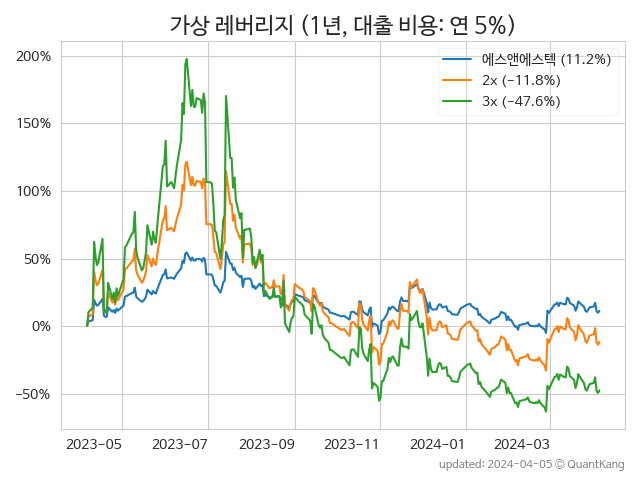 가상 레버리지 (1년, 대출 비용: 연 5%)
200%
150%
100%
50%
0%
−50%
에스앤에스텍 (11.2%)
2x (−11.8%)
3x (−47.6%)
2023-05 2023-07 2023-09 2023-11 2024-01 2024-03
updated: 2024-04-05 © QuantKang